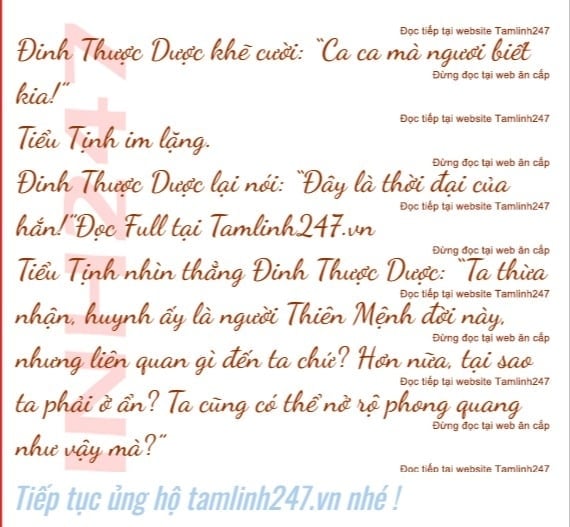 Đọc tiếp tại website Tamlinh247
Đinh Thược Dược khẽ cười: “Ca ca mà ngươi biết
Đừng đọc tại web ăn cắp
kia!”
Đọc tiếp tại website Tamlinh247
Tiểu Tịnh im lặng.
Đừng đọc tại web ăn cắp
Đinh Thược Dược lại nói: “Đây là thời đại của
Đọc tiếp tại website Tamlinh247
hắn!”Đọc Full tại Tamlinh247.vn
Đừng đọc tại web ăn cắp
Tiểu Tịnh nhìn thẳng Đinh Thược Dược: “Ta thừa
Đọc tiếp tại website Tamlinh247
nhận, huynh ấy là người Thiên Mệnh đời này,
Đừng đọc tại web ăn cắp
nhưng liên quan gì đến ta chứ? Hơn nữa, tại sao
Đọc tiếp tại website Tamlinh247
ta phải ở ẩn? Ta cũng có thể nở rộ phong quang
Đừng đọc tại web ăn cắp
như vậy mà?”
Đọc tiếp tại website Tamlinh247
INH247
Tiếp tục ủng hộ tamlinh247.vn nhé !